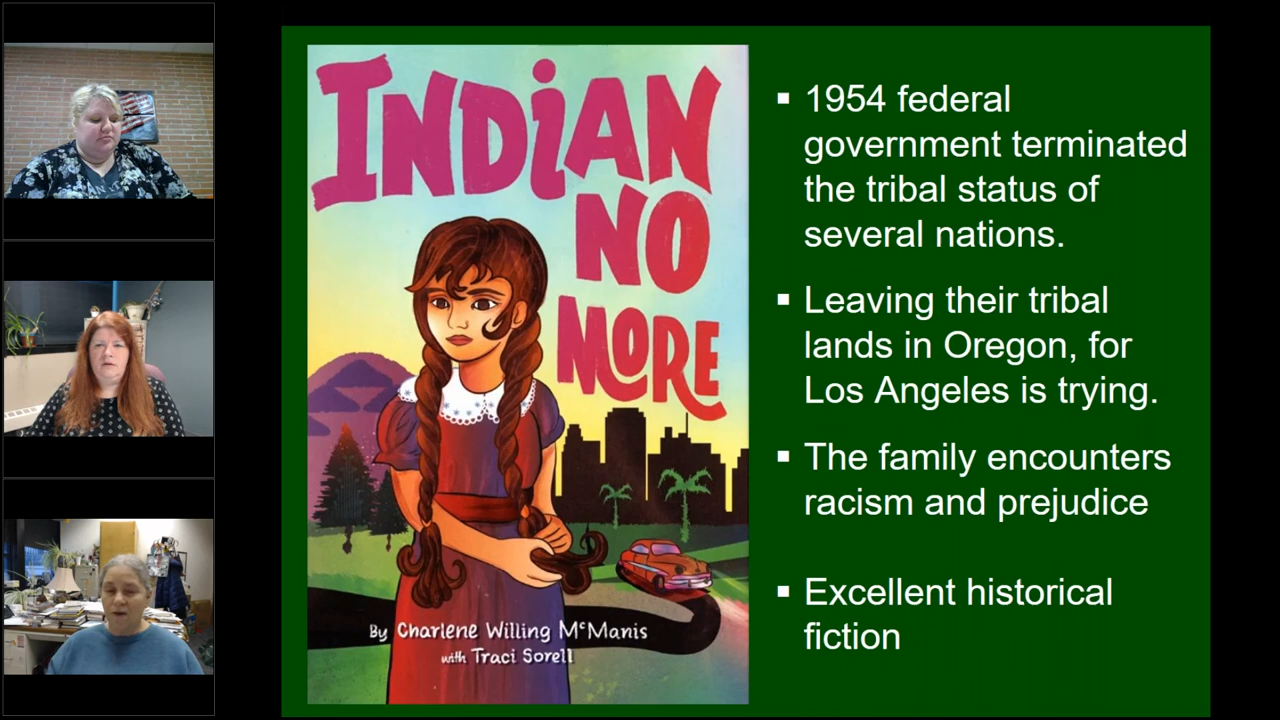 INDiAN
NO
MORE
By Charlene Willing McManis
with Traci Sorell
▪ 1954 federal
government terminated
the tribal status of
several nations.
▪ Leaving their tribal
lands in Oregon, for
Los Angeles is trying.
▪ The family encounters
racism and prejudice
▪ Excellent historical
fiction